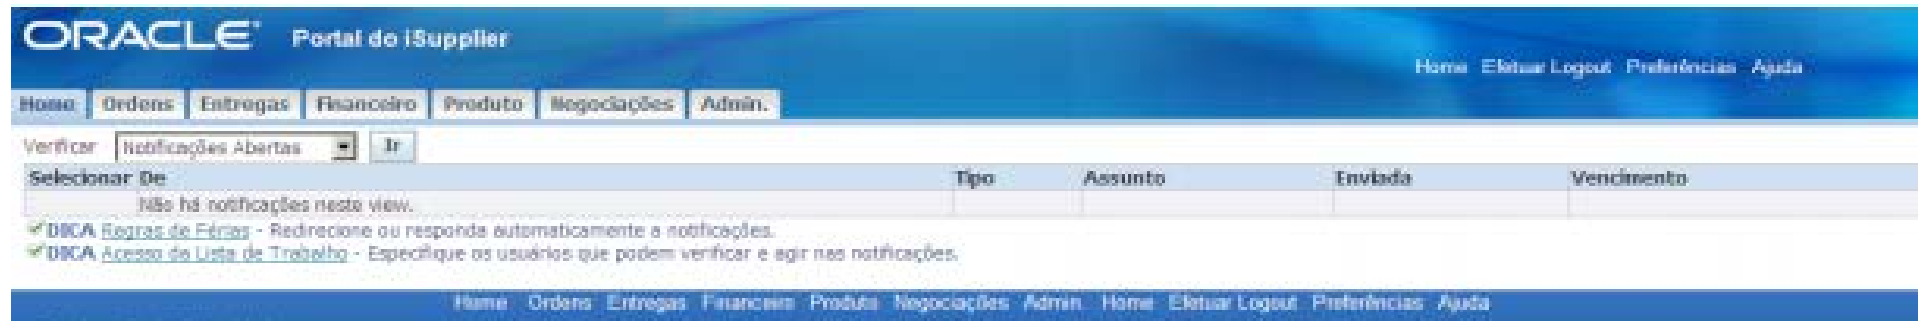 ORACLE Portal do iSupplier
Home Efetuar Logout Preferências Ajuda
Home Ordens Entregas Financeiro Produto Negociações Admin.
Verificar Notificações Abertas Ir
Selecionar De Tipo Assunto Enviada Vencimento
Não há notificações neste view.
DICA Regras de Férias - Redirecione ou responda automaticamente a notificações.
DICA Acesso da Lista de Trabalho - Especifique os usuários que podem verificar e agir nas notificações.
Home Ordens Entregas Financeiro Produto Negociações Admin. Home Efetuar Logout Preferências Ajuda